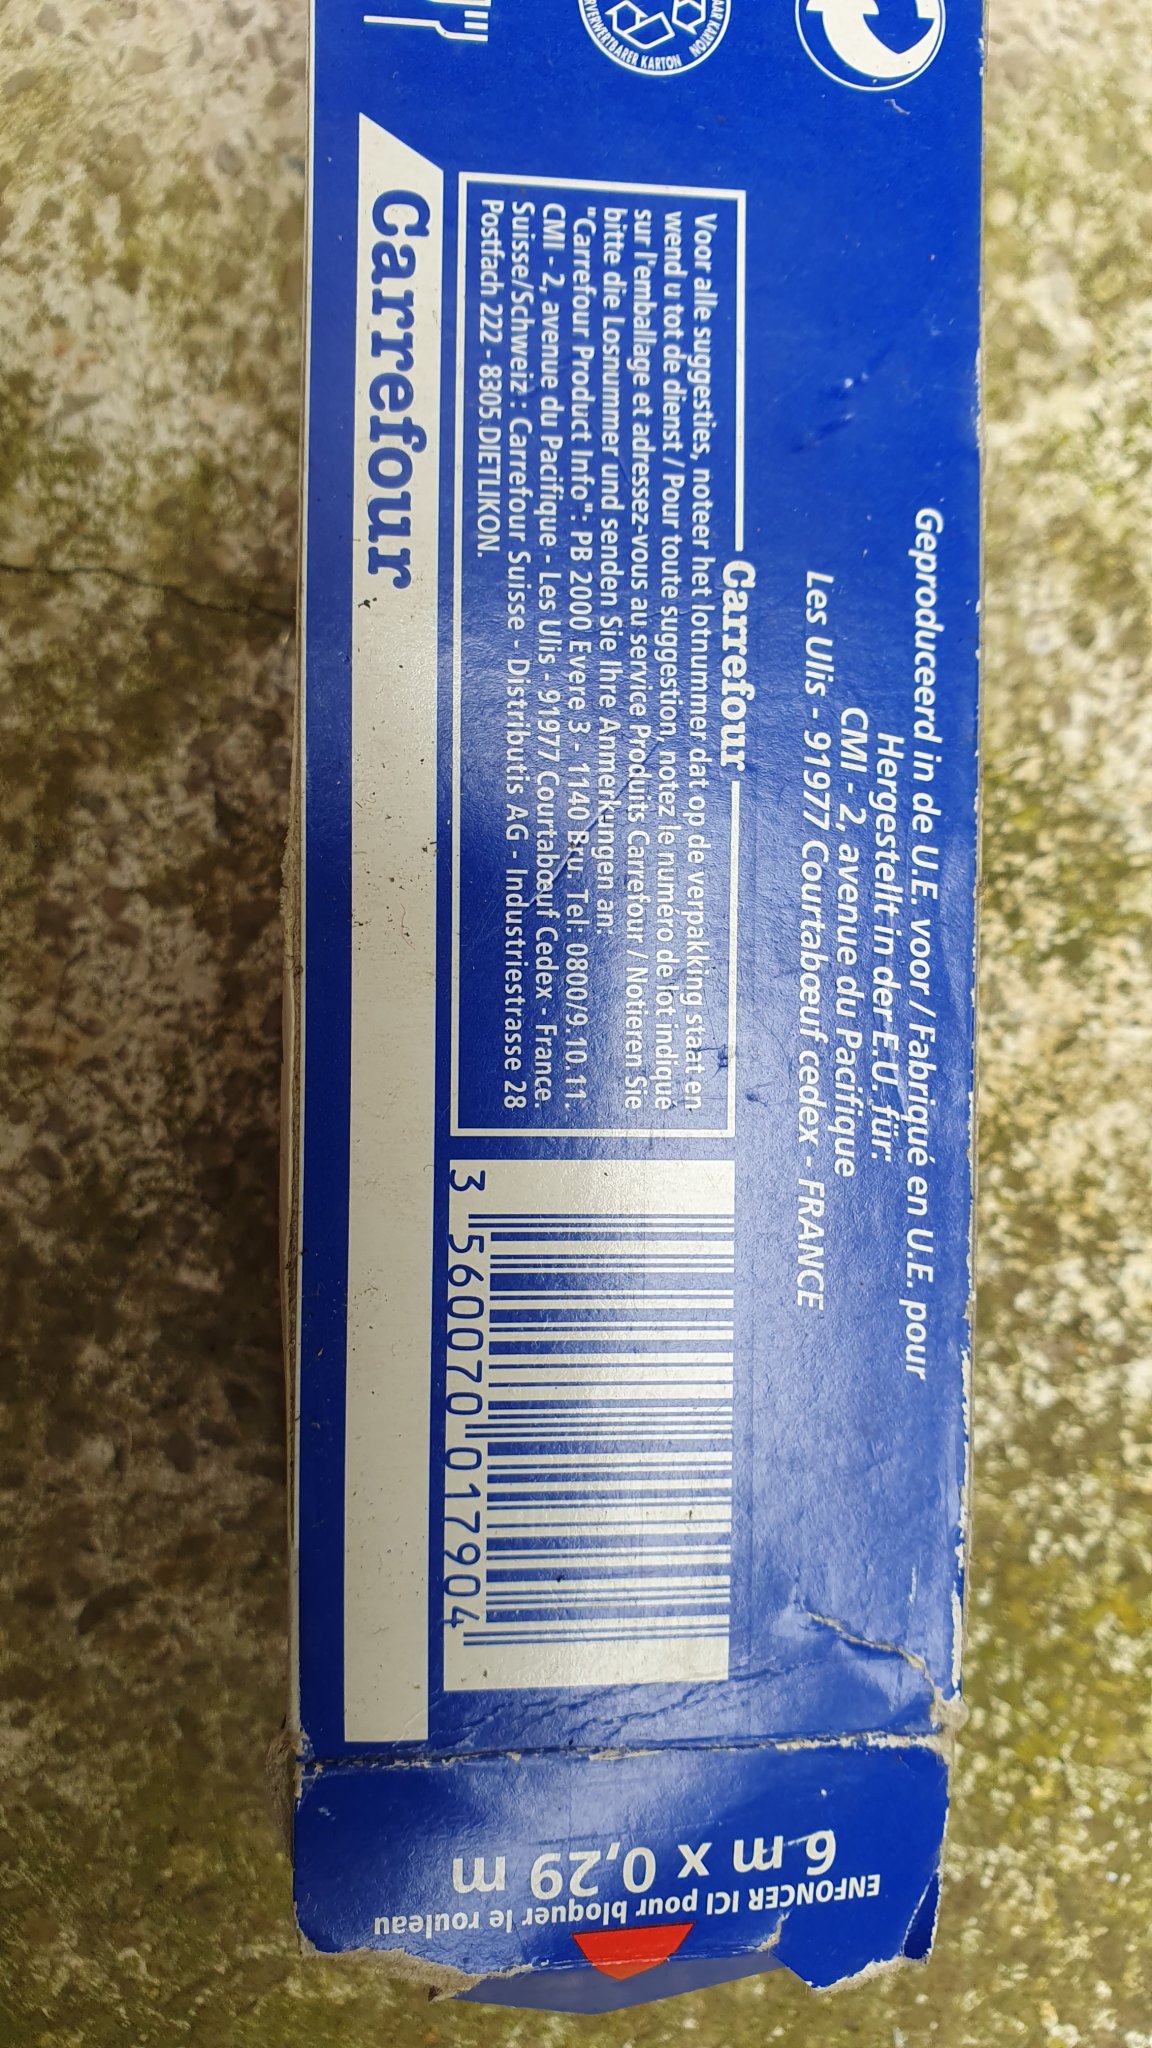 VERWERTBARER KARTON
Geproduceerd in de U.E. voor / Fabriqué en U.E. pour
Hergestellt in der E.U. für:
CMI - 2, avenue du Pacifique
Les Ulis - 91977 Courtabœuf cedex - FRANCE
Carrefour
Voor alle suggesties, noteer het lotnummer dat op de verpakking staat en
wend u tot de dienst / Pour toute suggestion, notez le numéro de lot indiqué
sur l'emballage et adressez-vous au service Produits Carrefour / Notieren Sie
bitte die Losnummer und senden Sie Ihre Anmerkungen an:
"Carrefour Product Info": PB 2000 Evere 3 - 1140 Bru. Tel: 0800/9.10.11.
CMI - 2, avenue du Pacifique - Les Ulis - 91977 Courtabœuf Cedex - France.
Suisse/Schweiz : Carrefour Suisse - Distributis AG - Industriestrasse 28
Postfach 222 - 8305 DIETLIKON.
3 560070 017904
Carrefour
6 m x 0,29 m
ENFONCER ICI pour bloquer le rouleau